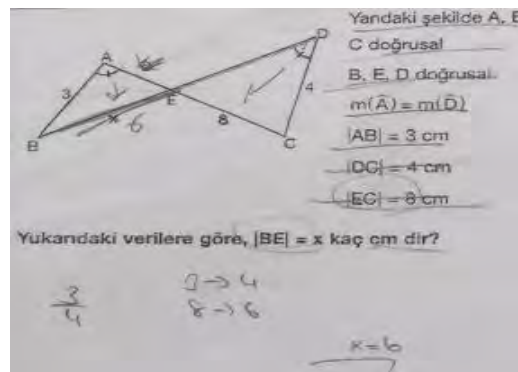 Yandaki şekilde A, E
C doğrusal
B, E, D doğrusal.
m(Â) = m(D̂)
|AB| = 3 cm
|DC| = 4 cm
|EC| = 8 cm
A
D
3
E
4
x
6
8
B
C
Yukarıdaki verilere göre, |BE| = x kaç cm dir?
3
4
3 → 4
8 → 6
x = 6